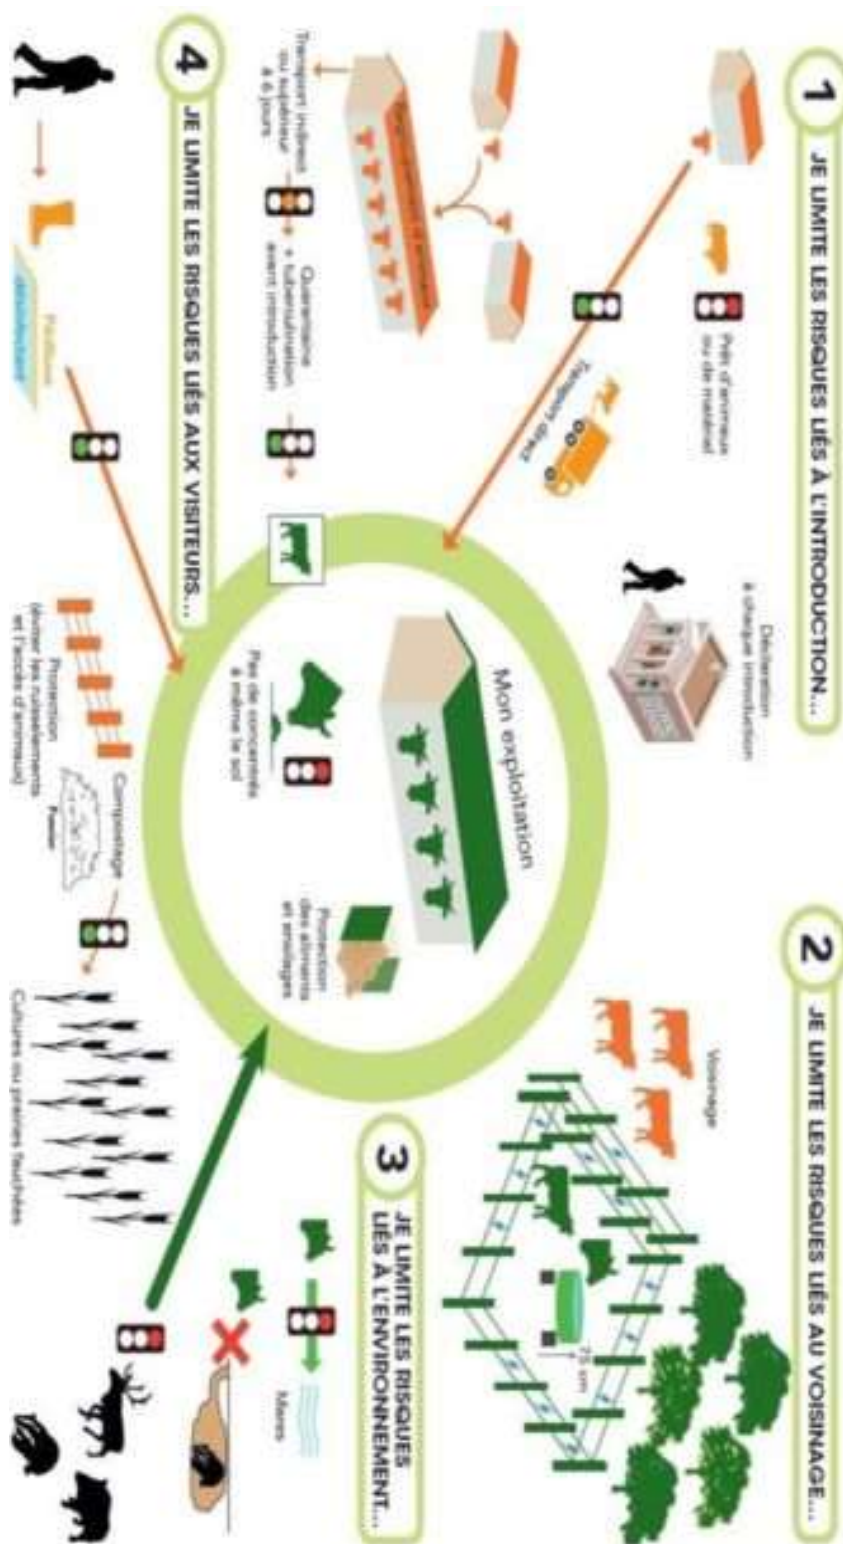 1
JE LIMITE LES RISQUES LIÉS À L'INTRODUCTION...
Prêt d'animaux
ou de matériel
Déclaration
à chaque introduction
Transport direct
Transport indirect
ou supérieur
à 6 jours
Quarantaine
+ tuberculination
avant introduction
2
JE LIMITE LES RISQUES LIÉS AU VOISINAGE...
Voisinage
75 cm
Mon exploitation
Pas de concentrés
à même le sol
Protection
des aliments
et ensilages
3
JE LIMITE LES RISQUES
LIÉS À L'ENVIRONNEMENT...
Mares
4
JE LIMITE LES RISQUES LIÉS AUX VISITEURS...
Pédiluve
désinfectant
Protection
(éviter les ruissellements
et l'accès d'animaux)
Compostage
Fumier
Cultures ou prairies fauchées